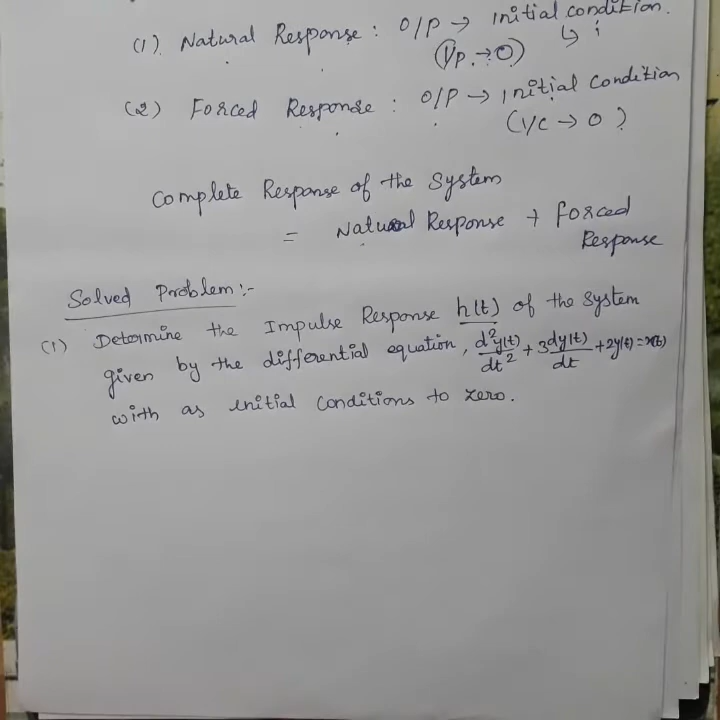 (1) Natural Response : O/P → initial condition.
(I/p. → 0)
(2) Forced Response : O/P → initial condition
(I/C → 0)
Complete Response of the System
= Natural Response + Forced
Response
Solved Problem :-
(1) Determine the Impulse Response h(t) of the system
given by the differential equation, d²y(t)/dt² + 3dy(t)/dt + 2y(t) = x(t)
with as initial conditions to zero.